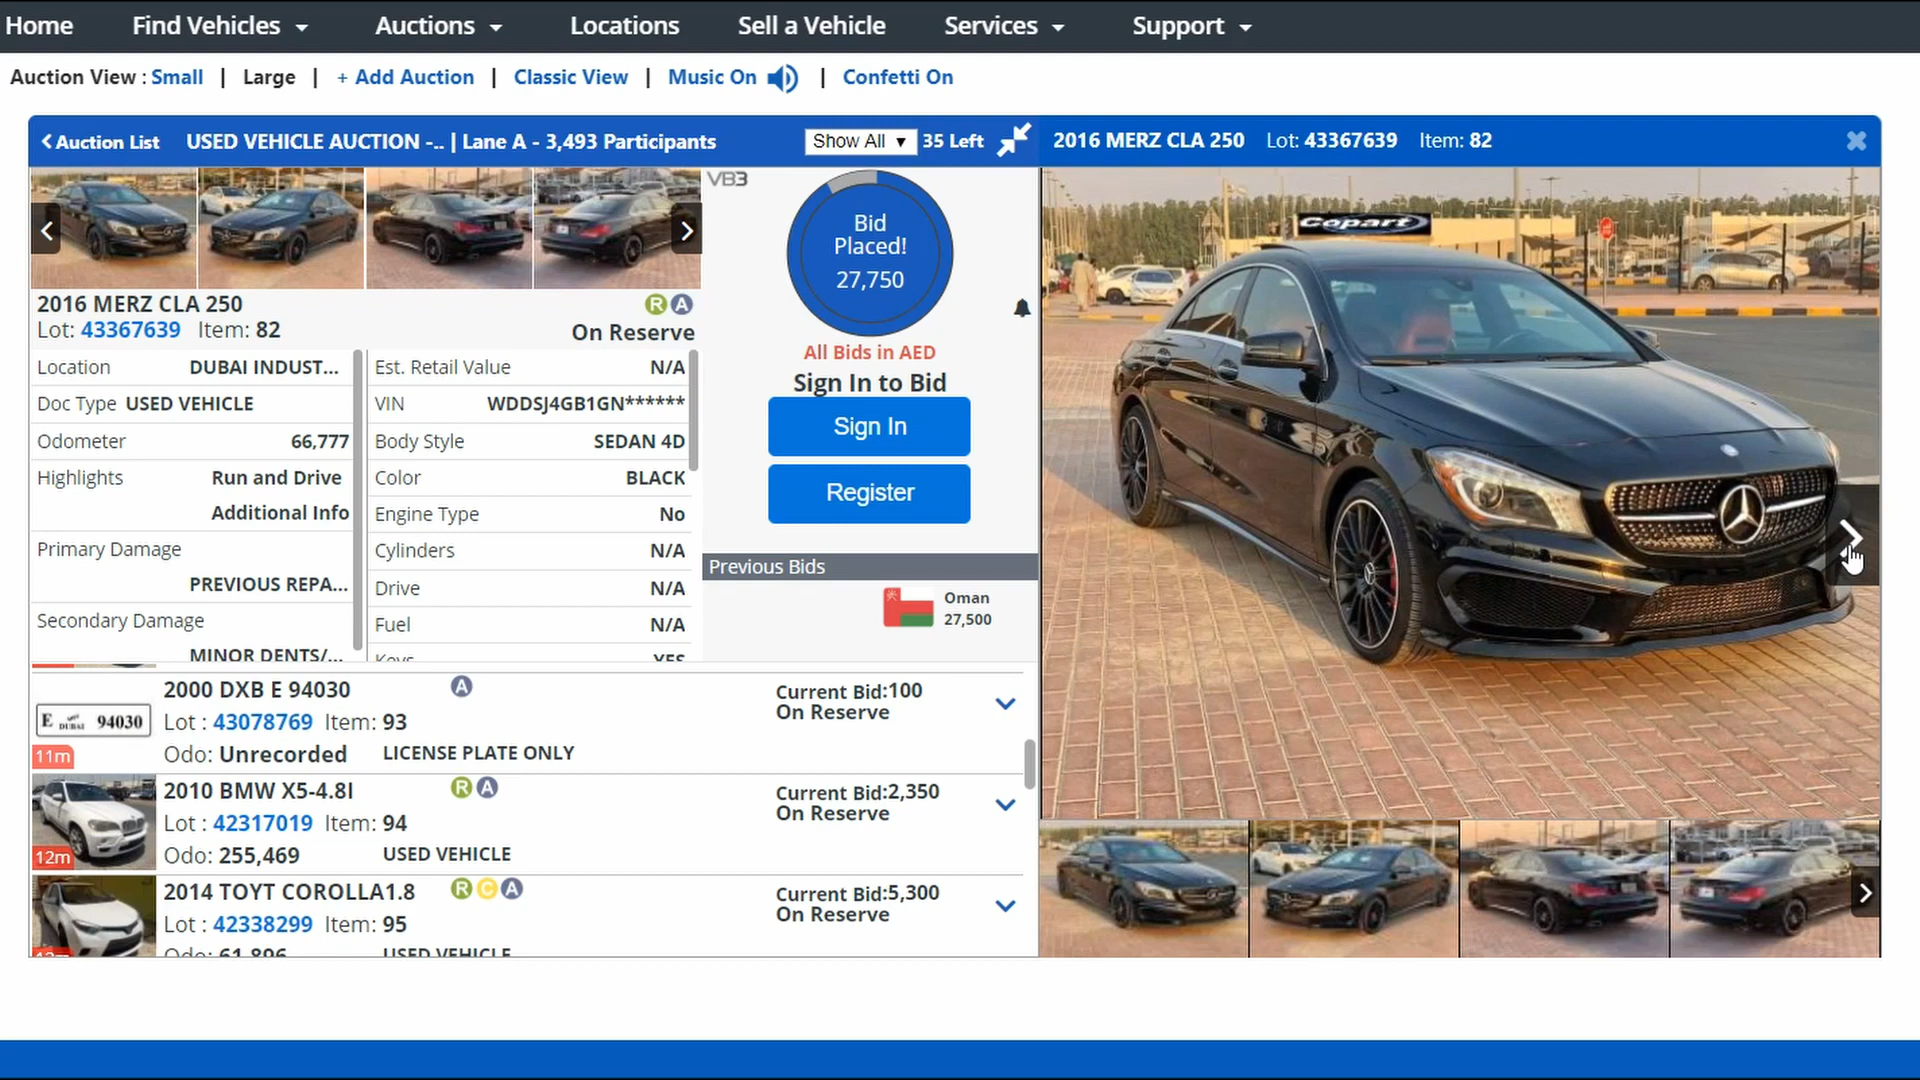 Home Find Vehicles Auctions Locations Sell a Vehicle Services Support
Auction View : Small | Large | + Add Auction | Classic View | Music On | Confetti On
Auction List USED VEHICLE AUCTION -.. | Lane A - 3,493 Participants Show All 35 Left
2016 MERZ CLA 250 Lot: 43367639 Item: 82
VB3
Bid
Placed!
27,750
2016 MERZ CLA 250 R A
Lot: 43367639 Item: 82
On Reserve
Location DUBAI INDUST...
Doc Type USED VEHICLE
Odometer 66,777
Highlights Run and Drive
Additional Info
Primary Damage
PREVIOUS REPA...
Secondary Damage
MINOR DENTS/...
Est. Retail Value N/A
VIN WDDSJ4GB1GN******
Body Style SEDAN 4D
Color BLACK
Engine Type No
Cylinders N/A
Drive N/A
Fuel N/A
Keys YES
All Bids in AED
Sign In to Bid
Sign In
Register
Previous Bids
Oman
27,500
Copart
2000 DXB E 94030 A
Lot : 43078769 Item: 93
Odo: Unrecorded LICENSE PLATE ONLY
Current Bid:100
On Reserve
E DUBAI 94030
11m
2010 BMW X5-4.8I R A
Lot : 42317019 Item: 94
Odo: 255,469 USED VEHICLE
Current Bid:2,350
On Reserve
12m
2014 TOYT COROLLA1.8 R C A
Lot : 42338299 Item: 95
Odo: 61,896 USED VEHICLE
Current Bid:5,300
On Reserve